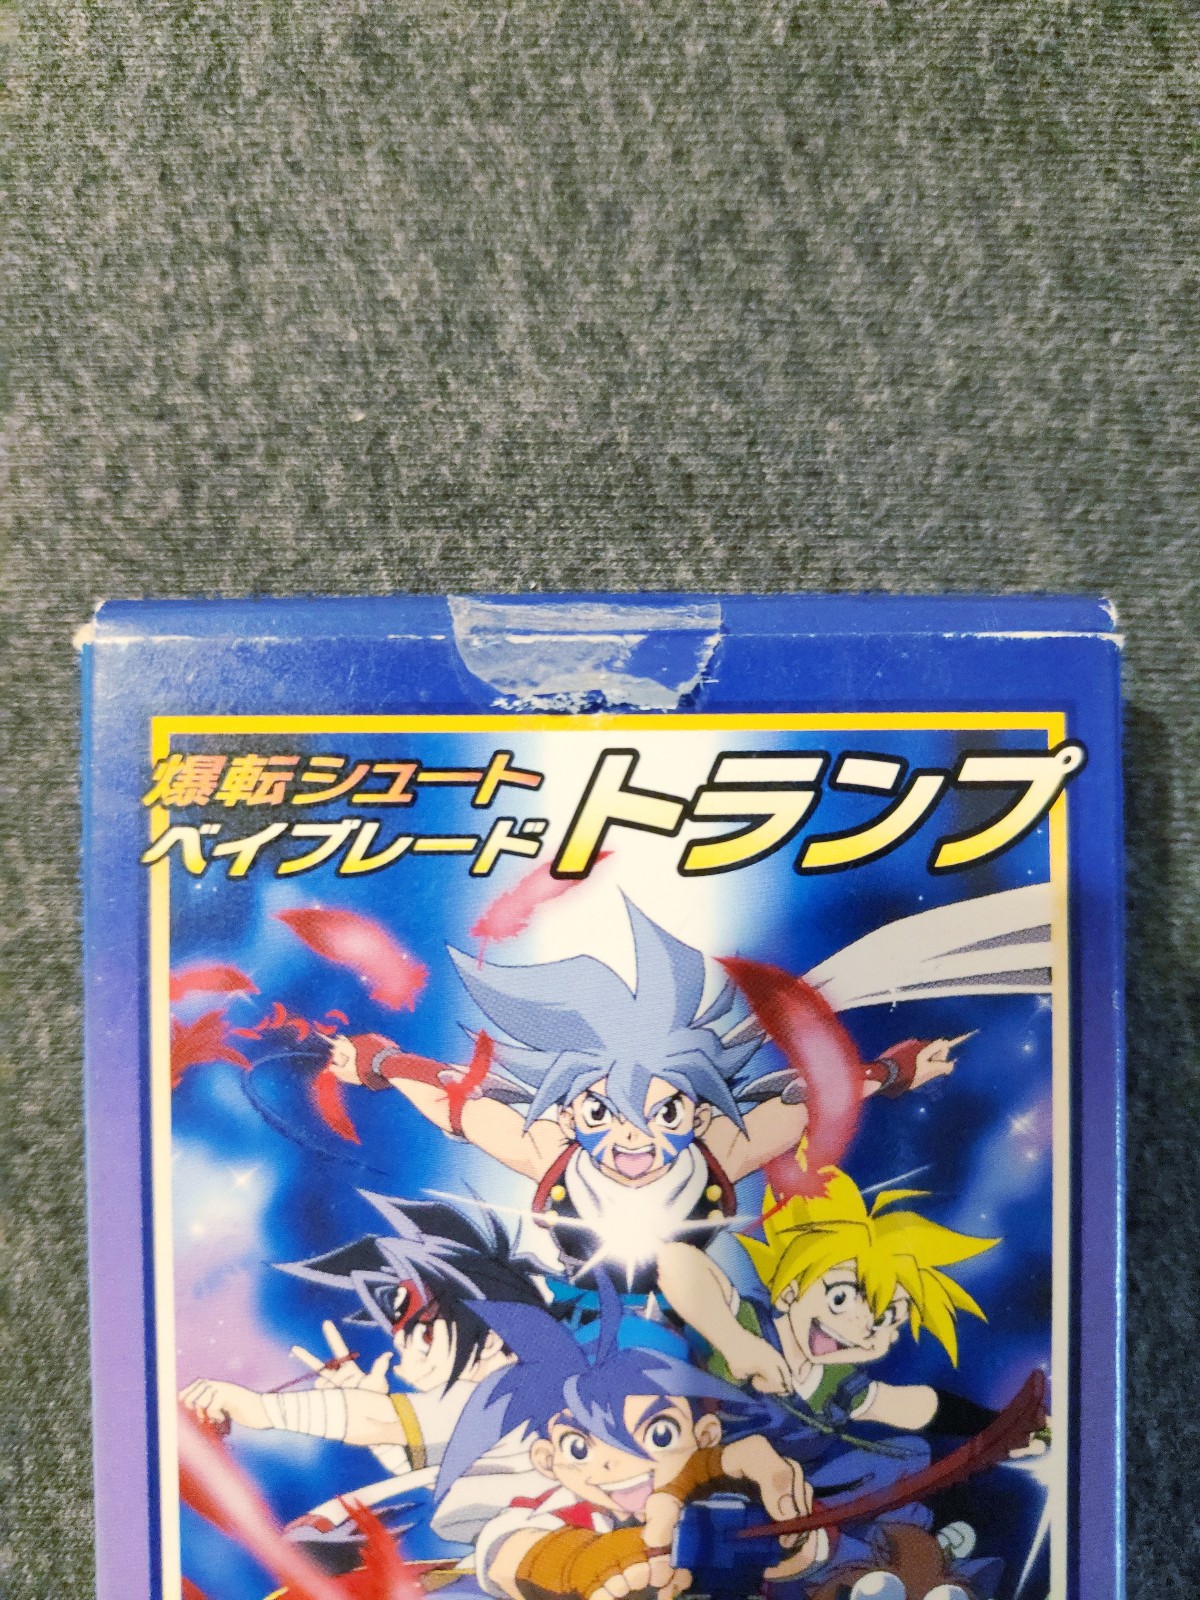 爆転シュート
ベイブレード
トランプ